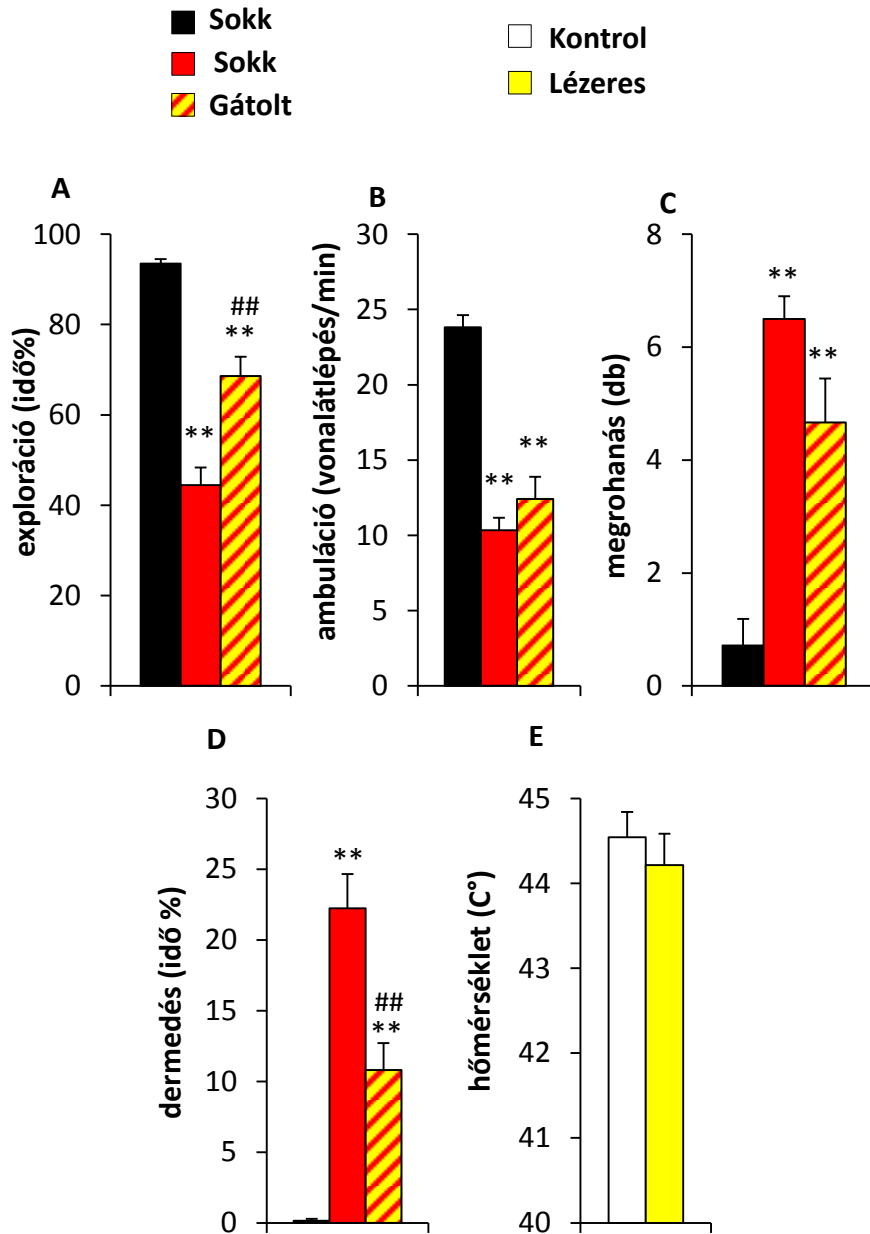 Sokk
Sokk
Gátolt
Kontrol
Lézeres
A
exploráció (idő%)
100
80
60
40
20
0
**
##
**
B
ambuláció (vonalátlépés/min)
30
25
20
15
10
5
0
**
**
C
megrohanás (db)
8
6
4
2
0
**
**
D
dermedés (idő %)
30
25
20
15
10
5
0
**
##
**
E
hőmérséklet (C°)
45
44
43
42
41
40